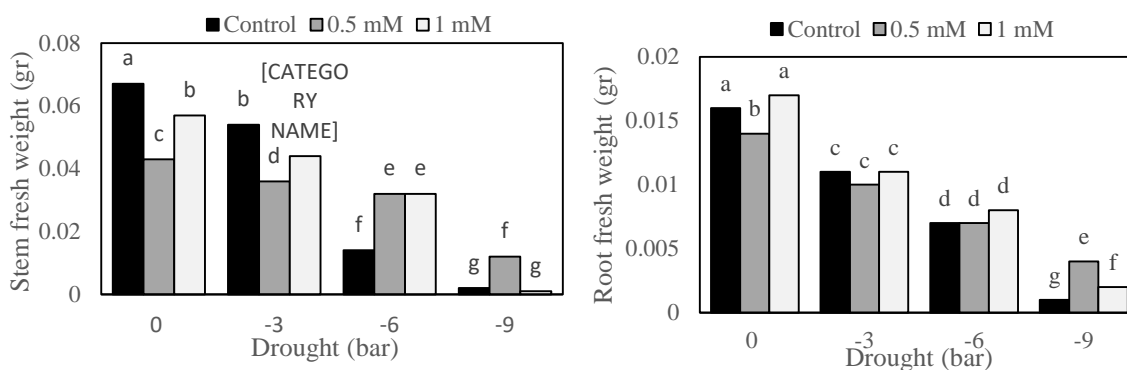 Control 0.5 mM 1 mM
Stem fresh weight (gr)
0.08
0.06
0.04
0.02
0
a
c
b
b
d
[CATEGO
RY
NAME]
f
e
e
g
f
g
0 -3 -6 -9
Drought (bar)
Control 0.5 mM 1 mM
Root fresh weight (gr)
0.02
0.015
0.01
0.005
0
a
b
a
c
c
c
d
d
d
g
e
f
0 -3 -6 -9
Drought (bar)